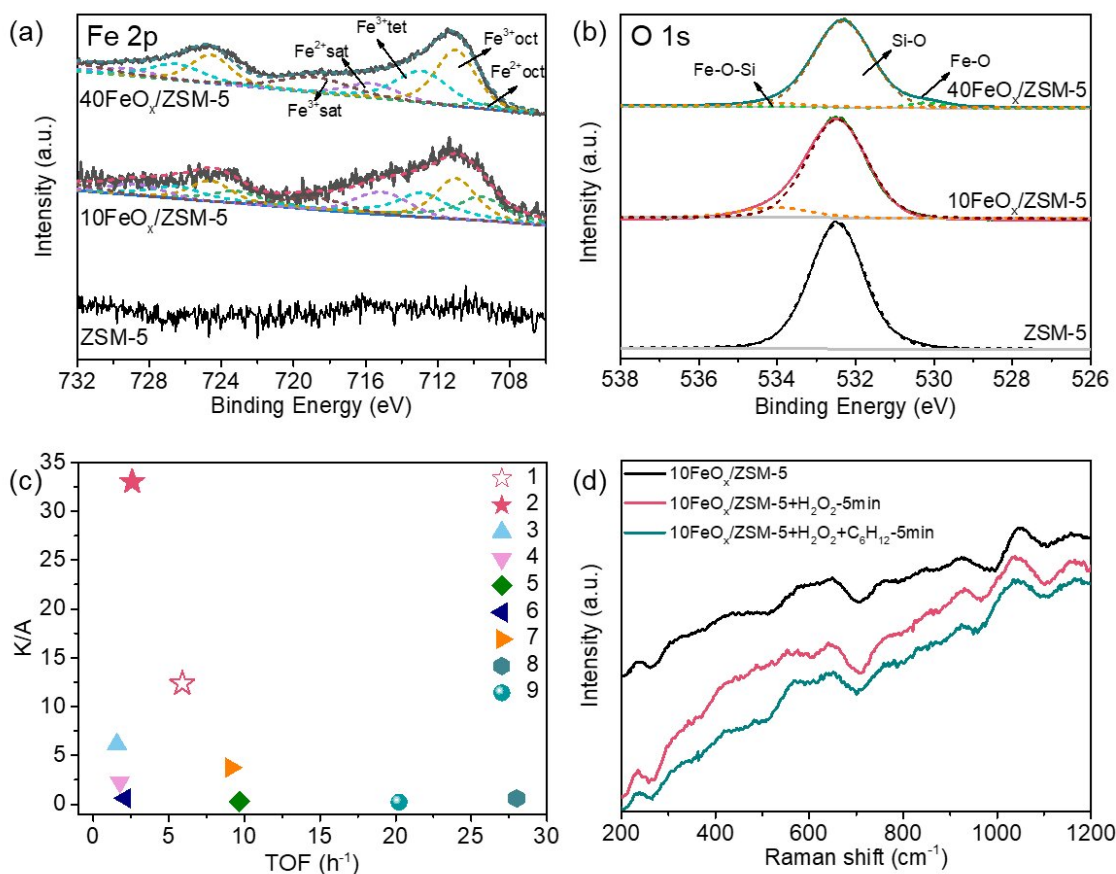 (a) Fe 2p
Fe³⁺tet
Fe²⁺sat
Fe³⁺oct
Fe²⁺oct
Fe³⁺sat
40FeOₓ/ZSM-5
10FeOₓ/ZSM-5
ZSM-5
Intensity (a.u.)
732 728 724 720 716 712 708
Binding Energy (eV)
(b) O 1s
Si-O
Fe-O-Si
Fe-O
40FeOₓ/ZSM-5
10FeOₓ/ZSM-5
ZSM-5
Intensity (a.u.)
538 536 534 532 530 528 526
Binding Energy (eV)
(c)
35
30
25
20
15
10
5
0
K/A
1
2
3
4
5
6
7
8
9
0 5 10 15 20 25 30
TOF (h⁻¹)
(d)
10FeOₓ/ZSM-5
10FeOₓ/ZSM-5+H₂O₂-5min
10FeOₓ/ZSM-5+H₂O₂+C₆H₁₂-5min
Intensity (a.u.)
200 400 600 800 1000 1200
Raman shift (cm⁻¹)